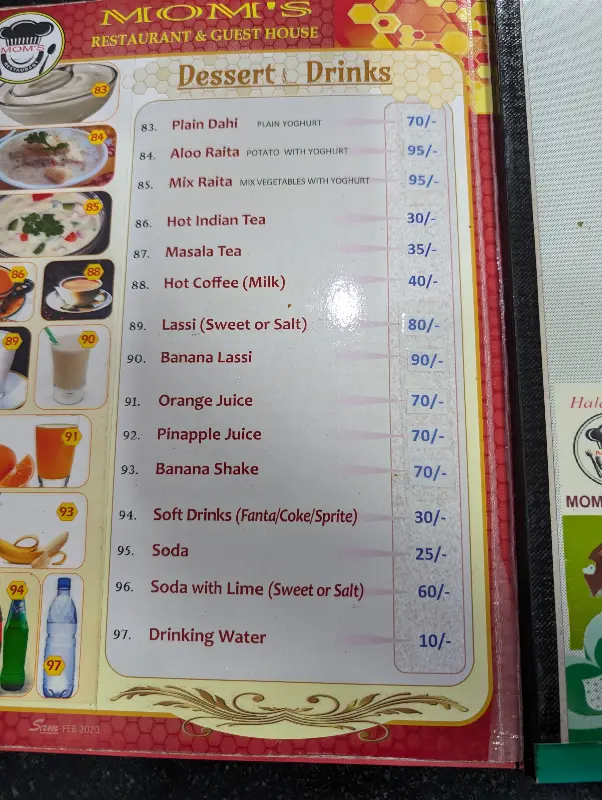 MOM'S
RESTAURANT & GUEST HOUSE
MOM'S
RESTAURANT
Dessert Drinks
83. Plain Dahi PLAIN YOGHURT 70/-
84. Aloo Raita POTATO WITH YOGHURT 95/-
85. Mix Raita MIX VEGETABLES WITH YOGHURT 95/-
86. Hot Indian Tea 30/-
87. Masala Tea 35/-
88. Hot Coffee (Milk) 40/-
89. Lassi (Sweet or Salt) 80/-
90. Banana Lassi 90/-
91. Orange Juice 70/-
92. Pinapple Juice 70/-
93. Banana Shake 70/-
94. Soft Drinks (Fanta/Coke/Sprite) 30/-
95. Soda 25/-
96. Soda with Lime (Sweet or Salt) 60/-
97. Drinking Water 10/-
83
84
85
86
88
89
90
91
93
94
97
Sam-FEB 2020
MOM